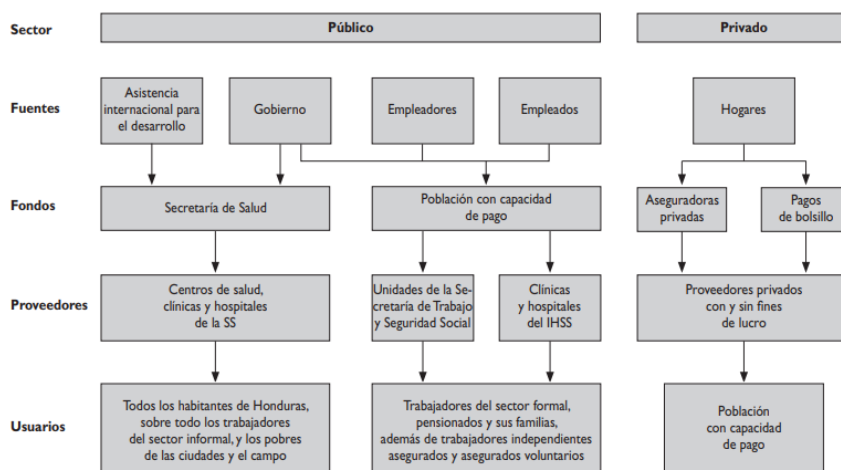 Sector
Público
Privado
Fuentes
Asistencia
internacional para
el desarrollo
Gobierno
Empleadores
Empleados
Hogares
Fondos
Secretaría de Salud
Población con capacidad
de pago
Aseguradoras
privadas
Pagos
de bolsillo
Proveedores
Centros de salud,
clínicas y hospitales
de la SS
Unidades de la Se-
cretaría de Trabajo
y Seguridad Social
Clínicas
y hospitales
del IHSS
Proveedores privados
con y sin fines
de lucro
Usuarios
Todos los habitantes de Honduras,
sobre todo los trabajadores
del sector informal, y los pobres
de las ciudades y el campo
Trabajadores del sector formal,
pensionados y sus familias,
además de trabajadores independientes
asegurados y asegurados voluntarios
Población
con capacidad
de pago